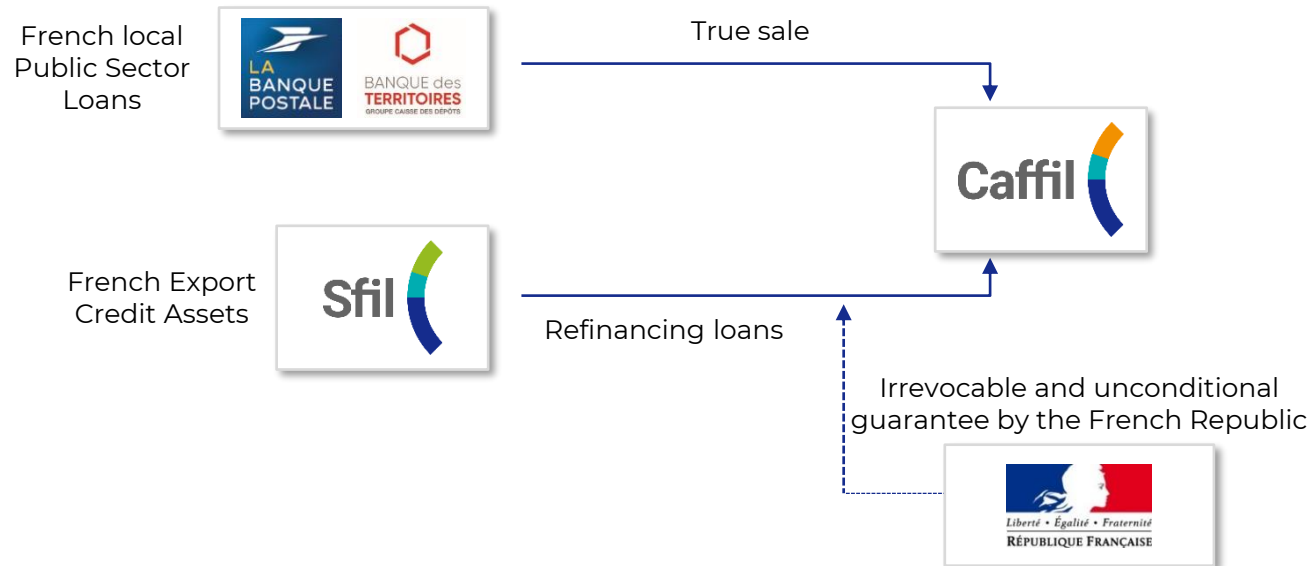 French local
Public Sector
Loans
LA
BANQUE
POSTALE
BANQUE des
TERRITOIRES
GROUPE CAISSE DES DÉPÔTS
True sale
Caffil
French Export
Credit Assets
Sfil
Refinancing loans
Irrevocable and unconditional
guarantee by the French Republic
Liberté • Égalité • Fraternité
RÉPUBLIQUE FRANÇAISE